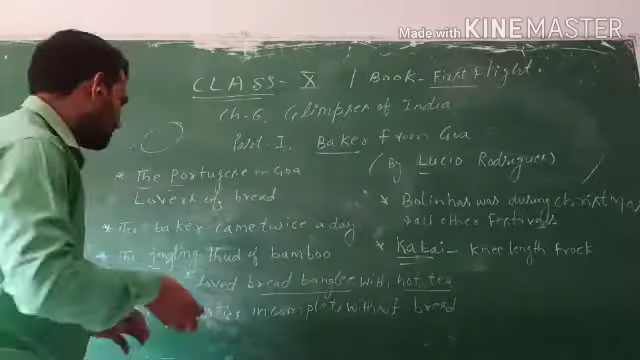 Made with KINEMASTER
CLASS - X | Book - First Flight.
Ch-6, Glimpses of India
Part I, Baker from Goa
(By Lucio Rodrigues)
* The Portugese in Goa
Lovers of bread
* The baker came twice a day
* The jingling thud of bamboo
loved bread bangles with hot tea
incomplete without bread
* Bolinhas was during Christmas
other festivals
* Kabai - knee length frock